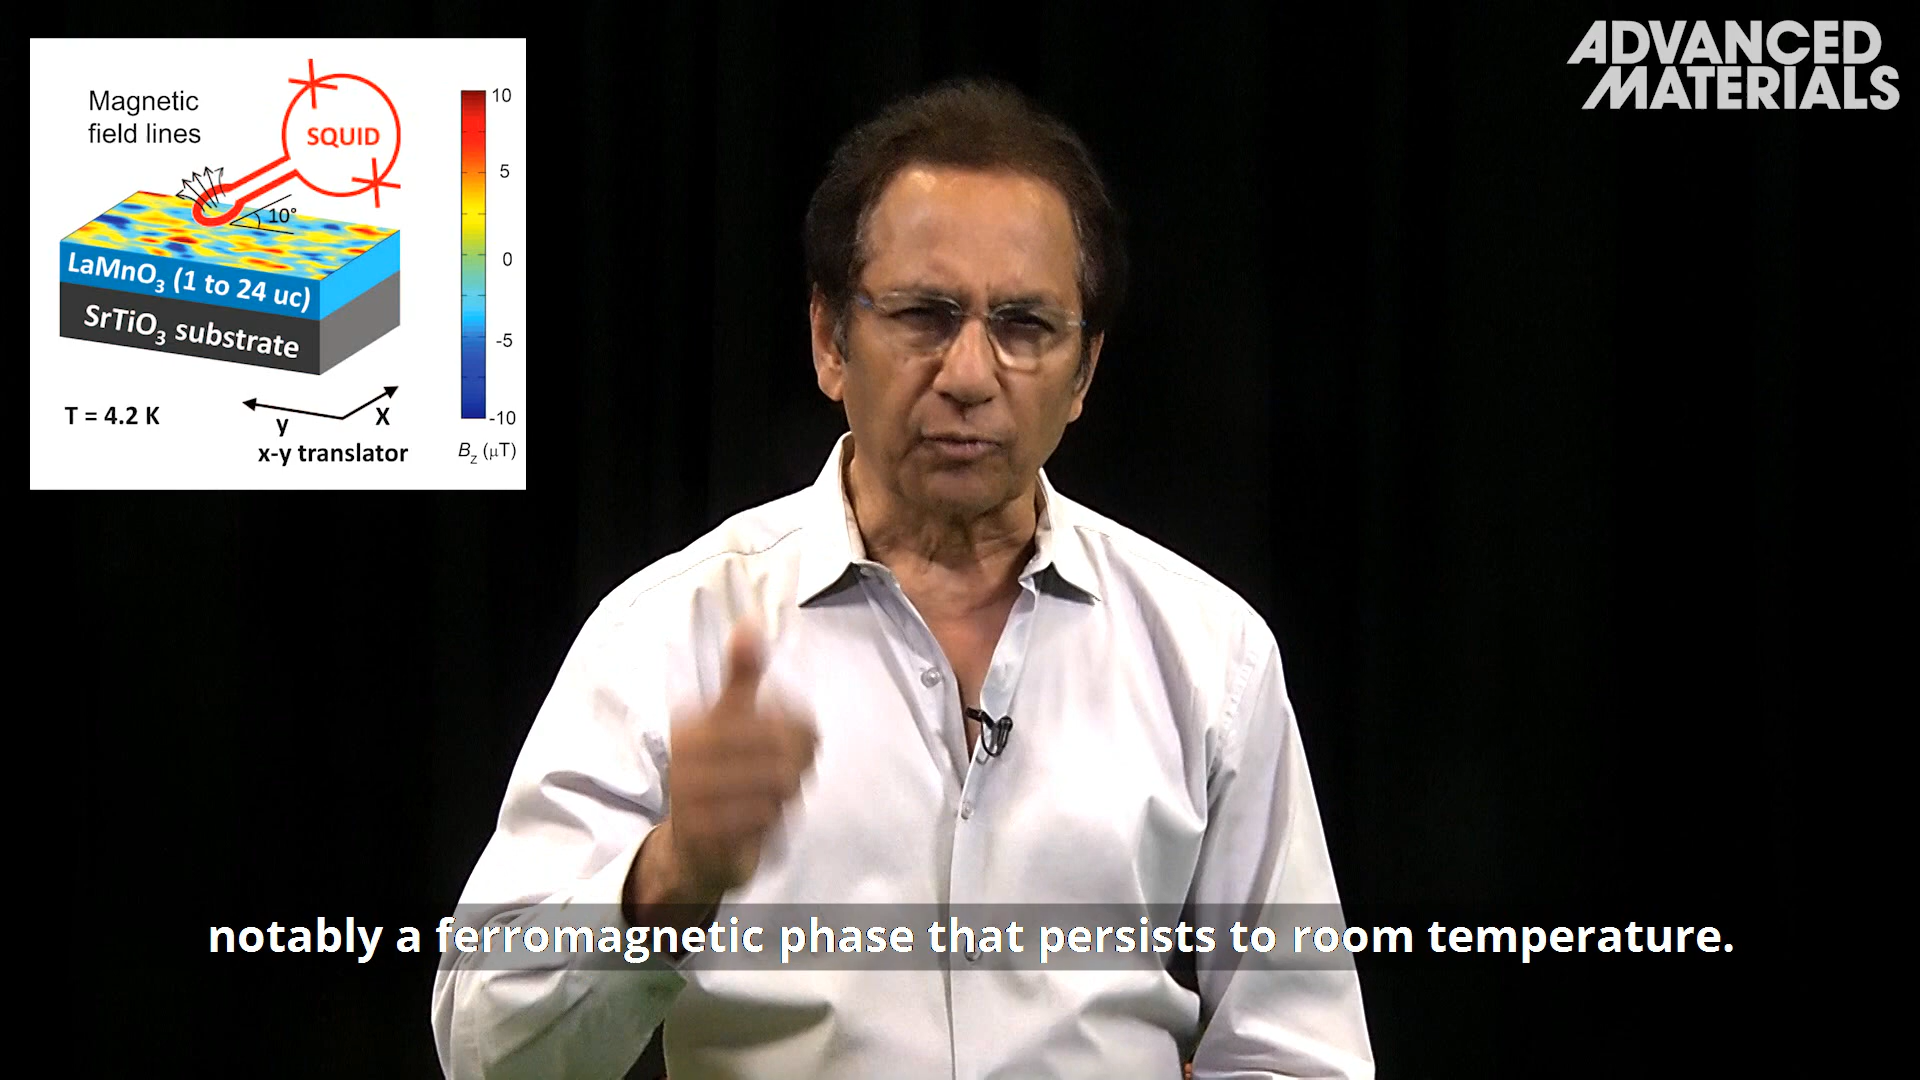 ADVANCED
MATERIALS
Magnetic
field lines
SQUID
10°
LaMnO₃ (1 to 24 uc)
SrTiO₃ substrate
T = 4.2 K
y
X
x-y translator
10
5
0
-5
-10
B_z (µT)
notably a ferromagnetic phase that persists to room temperature.